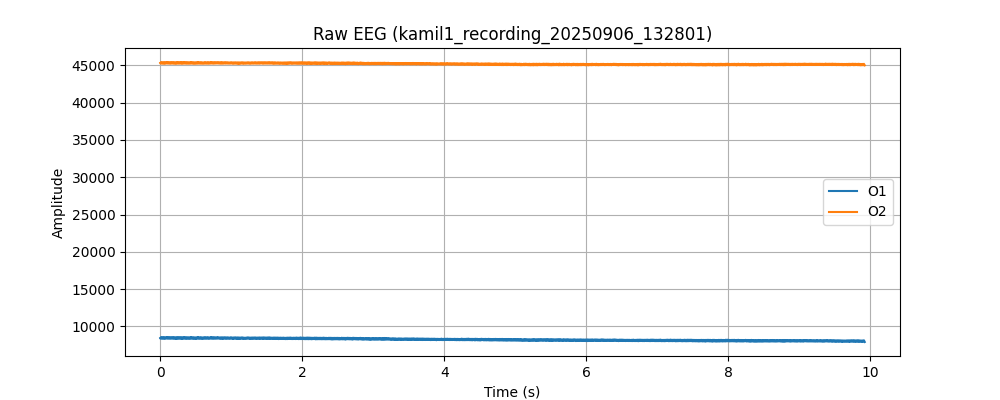 Raw EEG (kamil1_recording_20250906_132801)
Amplitude
45000
40000
35000
30000
25000
20000
15000
10000
O1
O2
0 2 4 6 8 10
Time (s)